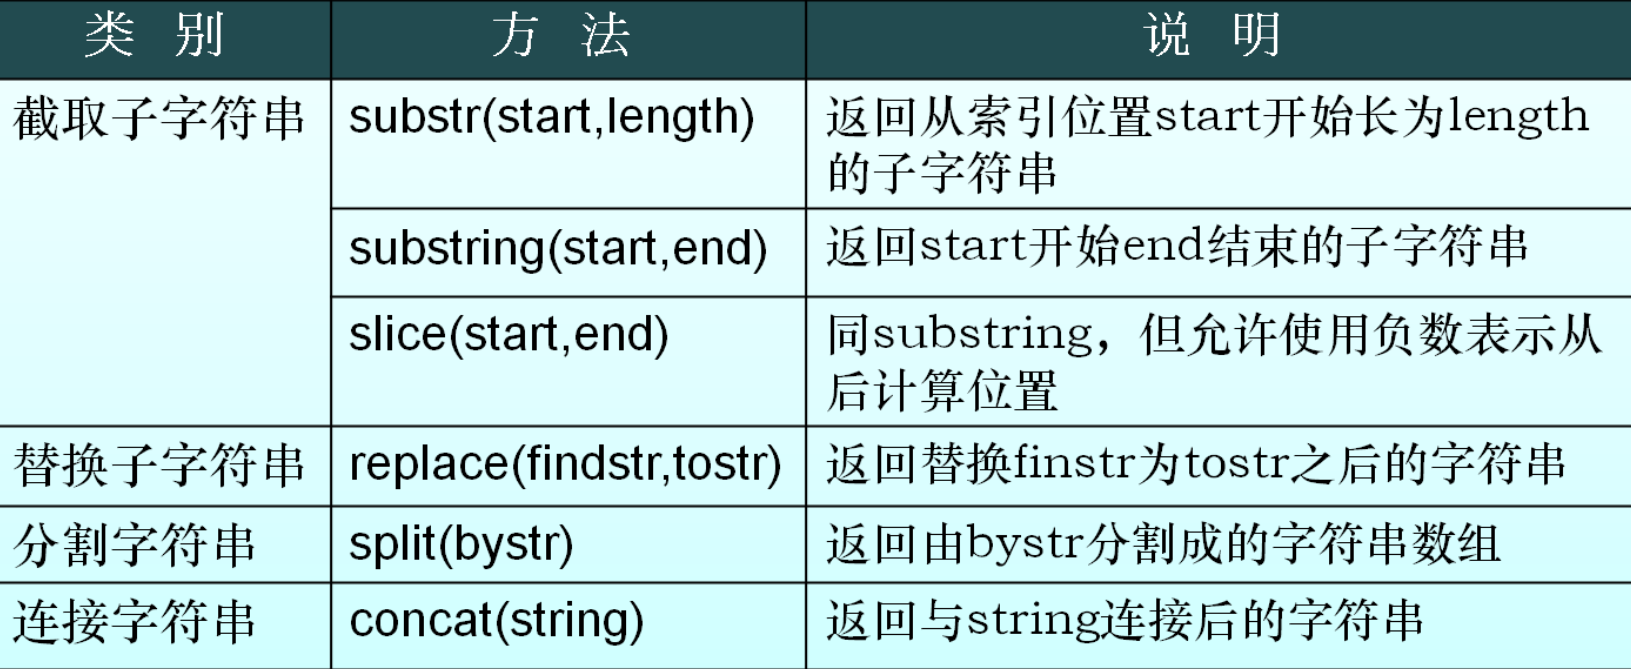 类 别 方 法 说 明
截取子字符串 substr(start,length) 返回从索引位置start开始长为length
的子字符串
substring(start,end) 返回start开始end结束的子字符串
slice(start,end) 同substring，但允许使用负数表示从
后计算位置
替换子字符串 replace(findstr,tostr) 返回替换finstr为tostr之后的字符串
分割字符串 split(bystr) 返回由bystr分割成的字符串数组
连接字符串 concat(string) 返回与string连接后的字符串